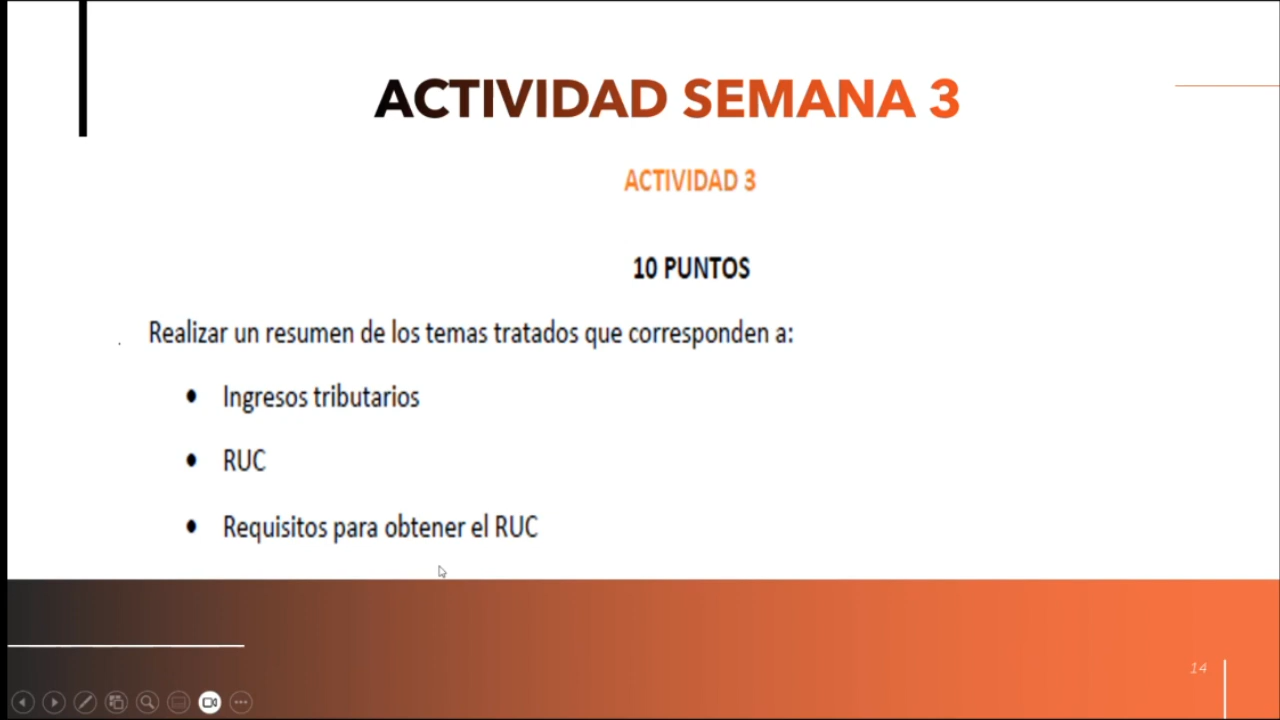 ACTIVIDAD SEMANA 3
ACTIVIDAD 3
10 PUNTOS
Realizar un resumen de los temas tratados que corresponden a:
• Ingresos tributarios
• RUC
• Requisitos para obtener el RUC
14